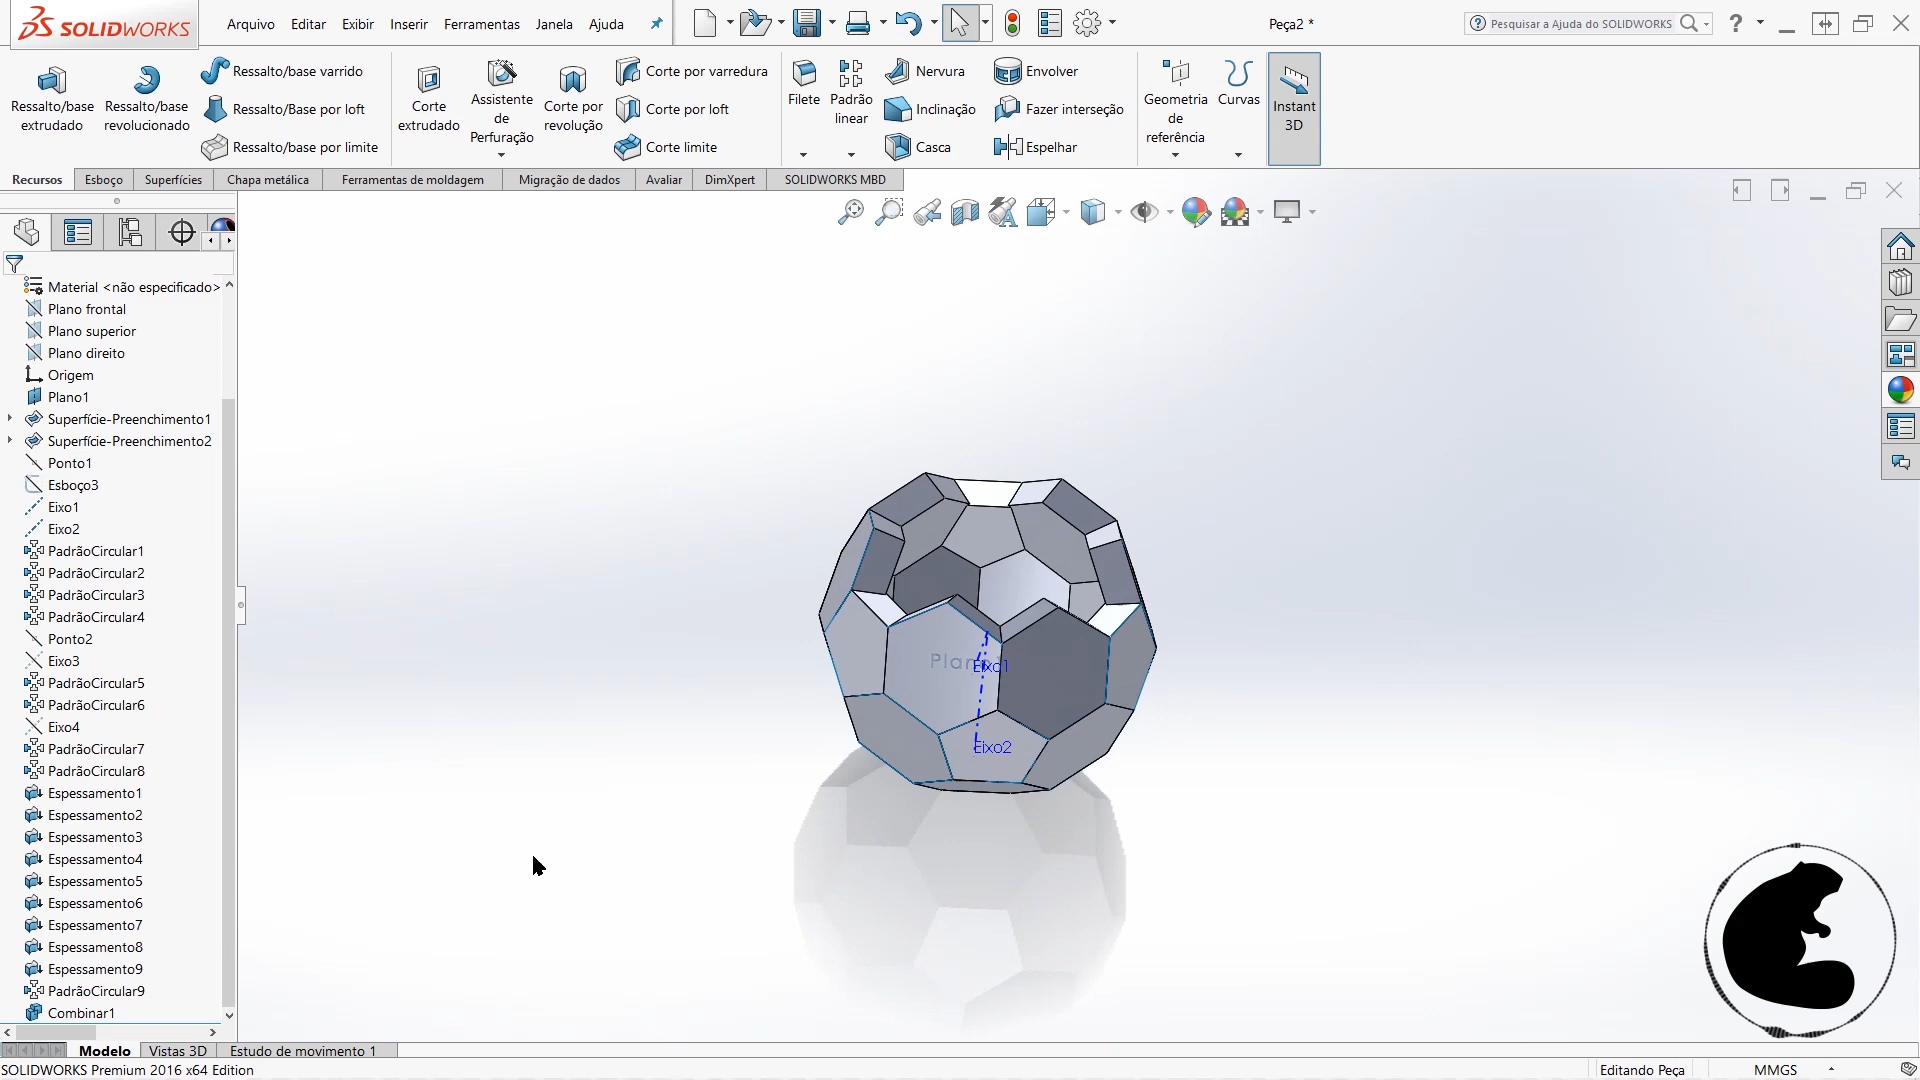 SOLIDWORKS
Arquivo Editar Exibir Inserir Ferramentas Janela Ajuda
Peça2 *
Pesquisar a Ajuda do SOLIDWORKS
?
Ressalto/base extrudado
Ressalto/base revolucionado
Ressalto/base varrido
Ressalto/Base por loft
Ressalto/base por limite
Corte extrudado
Assistente de Perfuração
Corte por revolução
Corte por varredura
Corte por loft
Corte limite
Filete
Padrão linear
Nervura
Inclinação
Casca
Envolver
Fazer interseção
Espelhar
Geometria de referência
Curvas
Instant 3D
Recursos Esboço Superfícies Chapa metálica Ferramentas de moldagem Migração de dados Avaliar DimXpert SOLIDWORKS MBD
Material <não especificado>
Plano frontal
Plano superior
Plano direito
Origem
Plano1
Superfície-Preenchimento1
Superfície-Preenchimento2
Ponto1
Esboço3
Eixo1
Eixo2
PadrãoCircular1
PadrãoCircular2
PadrãoCircular3
PadrãoCircular4
Ponto2
Eixo3
PadrãoCircular5
PadrãoCircular6
Eixo4
PadrãoCircular7
PadrãoCircular8
Espessamento1
Espessamento2
Espessamento3
Espessamento4
Espessamento5
Espessamento6
Espessamento7
Espessamento8
Espessamento9
PadrãoCircular9
Combinar1
Eixo1
Eixo2
Modelo Vistas 3D Estudo de movimento 1
SOLIDWORKS Premium 2016 x64 Edition
Editando Peça
MMGS